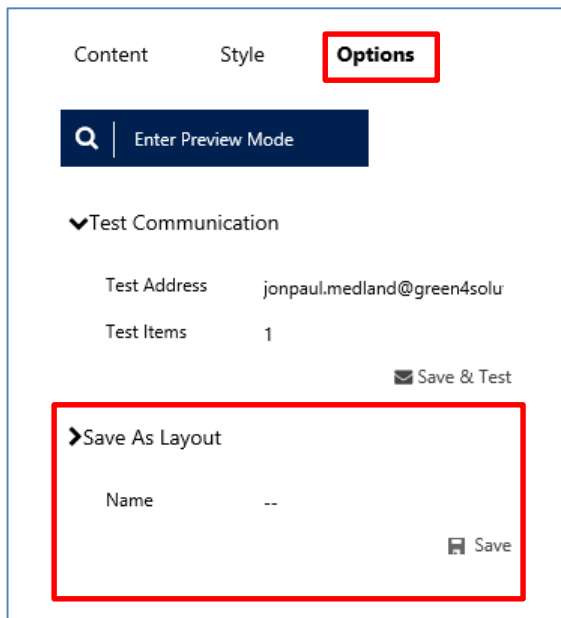 Content Style Options
Enter Preview Mode
Test Communication
Test Address jonpaul.medland@green4solu
Test Items 1
Save & Test
Save As Layout
Name --
Save